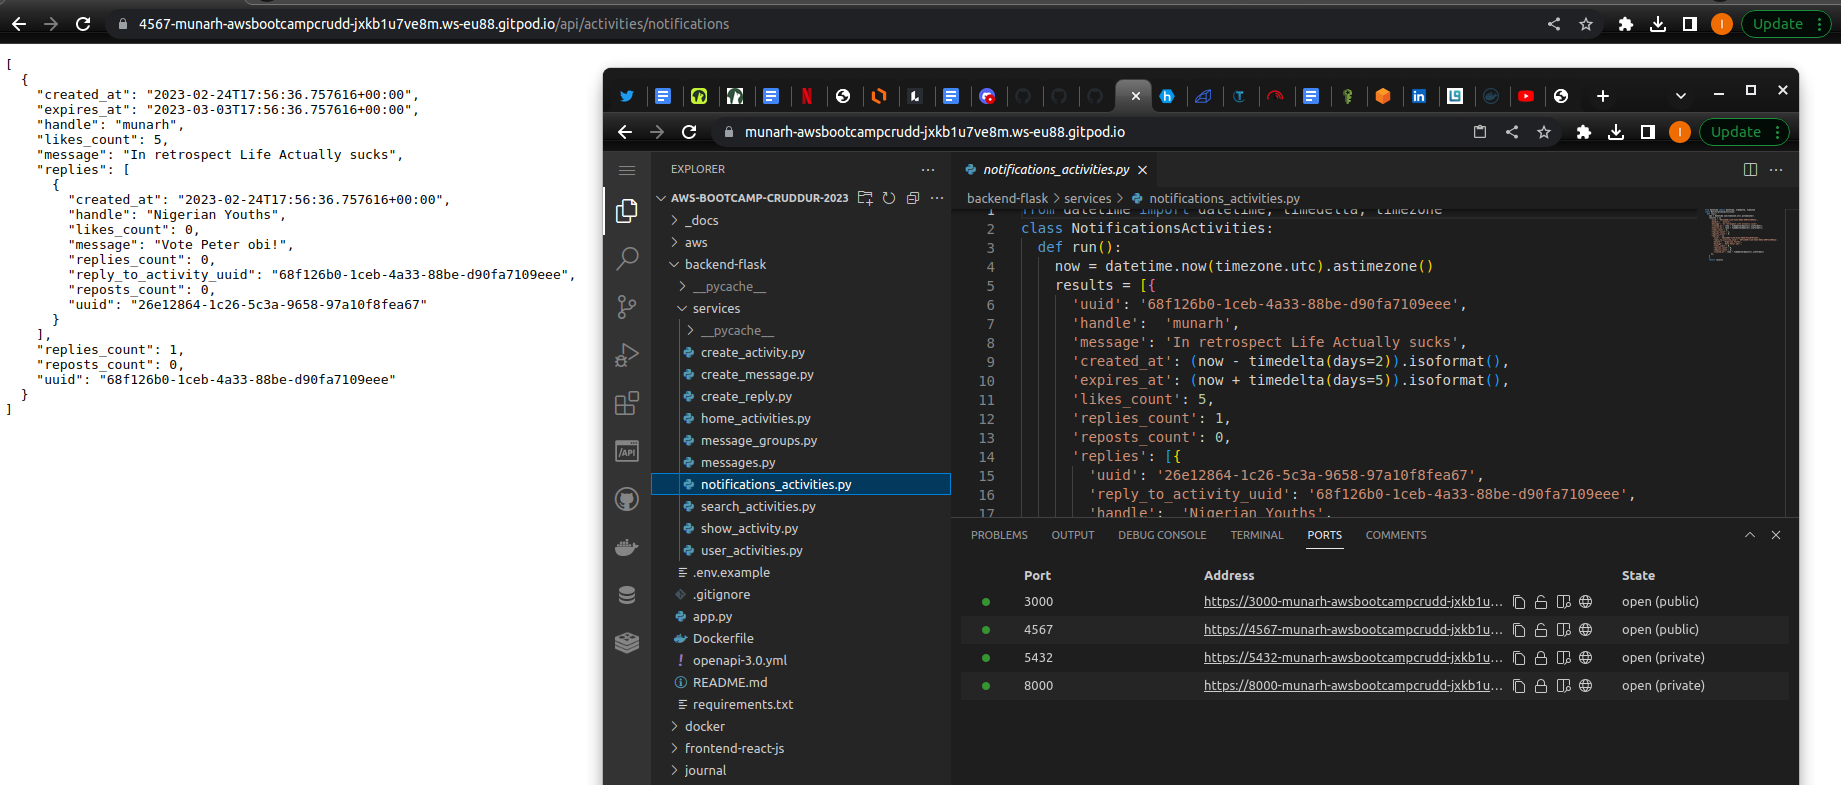 4567-munarh-awsbootcampcrudd-jxkb1u7ve8m.ws-eu88.gitpod.io/api/activities/notifications
Update
[
{
"created_at": "2023-02-24T17:56:36.757616+00:00",
"expires_at": "2023-03-03T17:56:36.757616+00:00",
"handle": "munarh",
"likes_count": 5,
"message": "In retrospect Life Actually sucks",
"replies": [
{
"created_at": "2023-02-24T17:56:36.757616+00:00",
"handle": "Nigerian Youths",
"likes_count": 0,
"message": "Vote Peter obi!",
"replies_count": 0,
"reply_to_activity_uuid": "68f126b0-1ceb-4a33-88be-d90fa7109eee",
"reposts_count": 0,
"uuid": "26e12864-1c26-5c3a-9658-97a10f8fea67"
}
],
"replies_count": 1,
"reposts_count": 0,
"uuid": "68f126b0-1ceb-4a33-88be-d90fa7109eee"
}
]
munarh-awsbootcampcrudd-jxkb1u7ve8m.ws-eu88.gitpod.io
Update
EXPLORER
AWS-BOOTCAMP-CRUDDUR-2023
_docs
aws
backend-flask
__pycache__
services
__pycache__
create_activity.py
create_message.py
create_reply.py
home_activities.py
message_groups.py
messages.py
notifications_activities.py
search_activities.py
show_activity.py
user_activities.py
.env.example
.gitignore
app.py
Dockerfile
openapi-3.0.yml
README.md
requirements.txt
docker
frontend-react-js
journal
notifications_activities.py
backend-flask > services > notifications_activities.py
1 from datetime import datetime, timedelta, timezone
2 class NotificationsActivities:
3 def run():
4 now = datetime.now(timezone.utc).astimezone()
5 results = [{
6 'uuid': '68f126b0-1ceb-4a33-88be-d90fa7109eee',
7 'handle': 'munarh',
8 'message': 'In retrospect Life Actually sucks',
9 'created_at': (now - timedelta(days=2)).isoformat(),
10 'expires_at': (now + timedelta(days=5)).isoformat(),
11 'likes_count': 5,
12 'replies_count': 1,
13 'reposts_count': 0,
14 'replies': [{
15 'uuid': '26e12864-1c26-5c3a-9658-97a10f8fea67',
16 'reply_to_activity_uuid': '68f126b0-1ceb-4a33-88be-d90fa7109eee',
17 'handle': 'Nigerian Youths',
PROBLEMS OUTPUT DEBUG CONSOLE TERMINAL PORTS COMMENTS
Port Address State
3000 https://3000-munarh-awsbootcampcrudd-jxkb1u... open (public)
4567 https://4567-munarh-awsbootcampcrudd-jxkb1u... open (public)
5432 https://5432-munarh-awsbootcampcrudd-jxkb1u... open (private)
8000 https://8000-munarh-awsbootcampcrudd-jxkb1u... open (private)